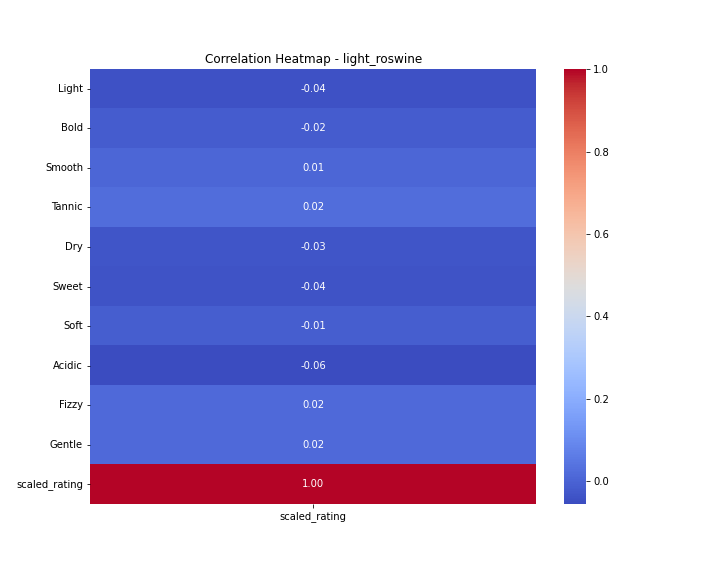 Correlation Heatmap - light_roswine
Light -0.04
Bold -0.02
Smooth 0.01
Tannic 0.02
Dry -0.03
Sweet -0.04
Soft -0.01
Acidic -0.06
Fizzy 0.02
Gentle 0.02
scaled_rating 1.00
scaled_rating
1.0
0.8
0.6
0.4
0.2
0.0